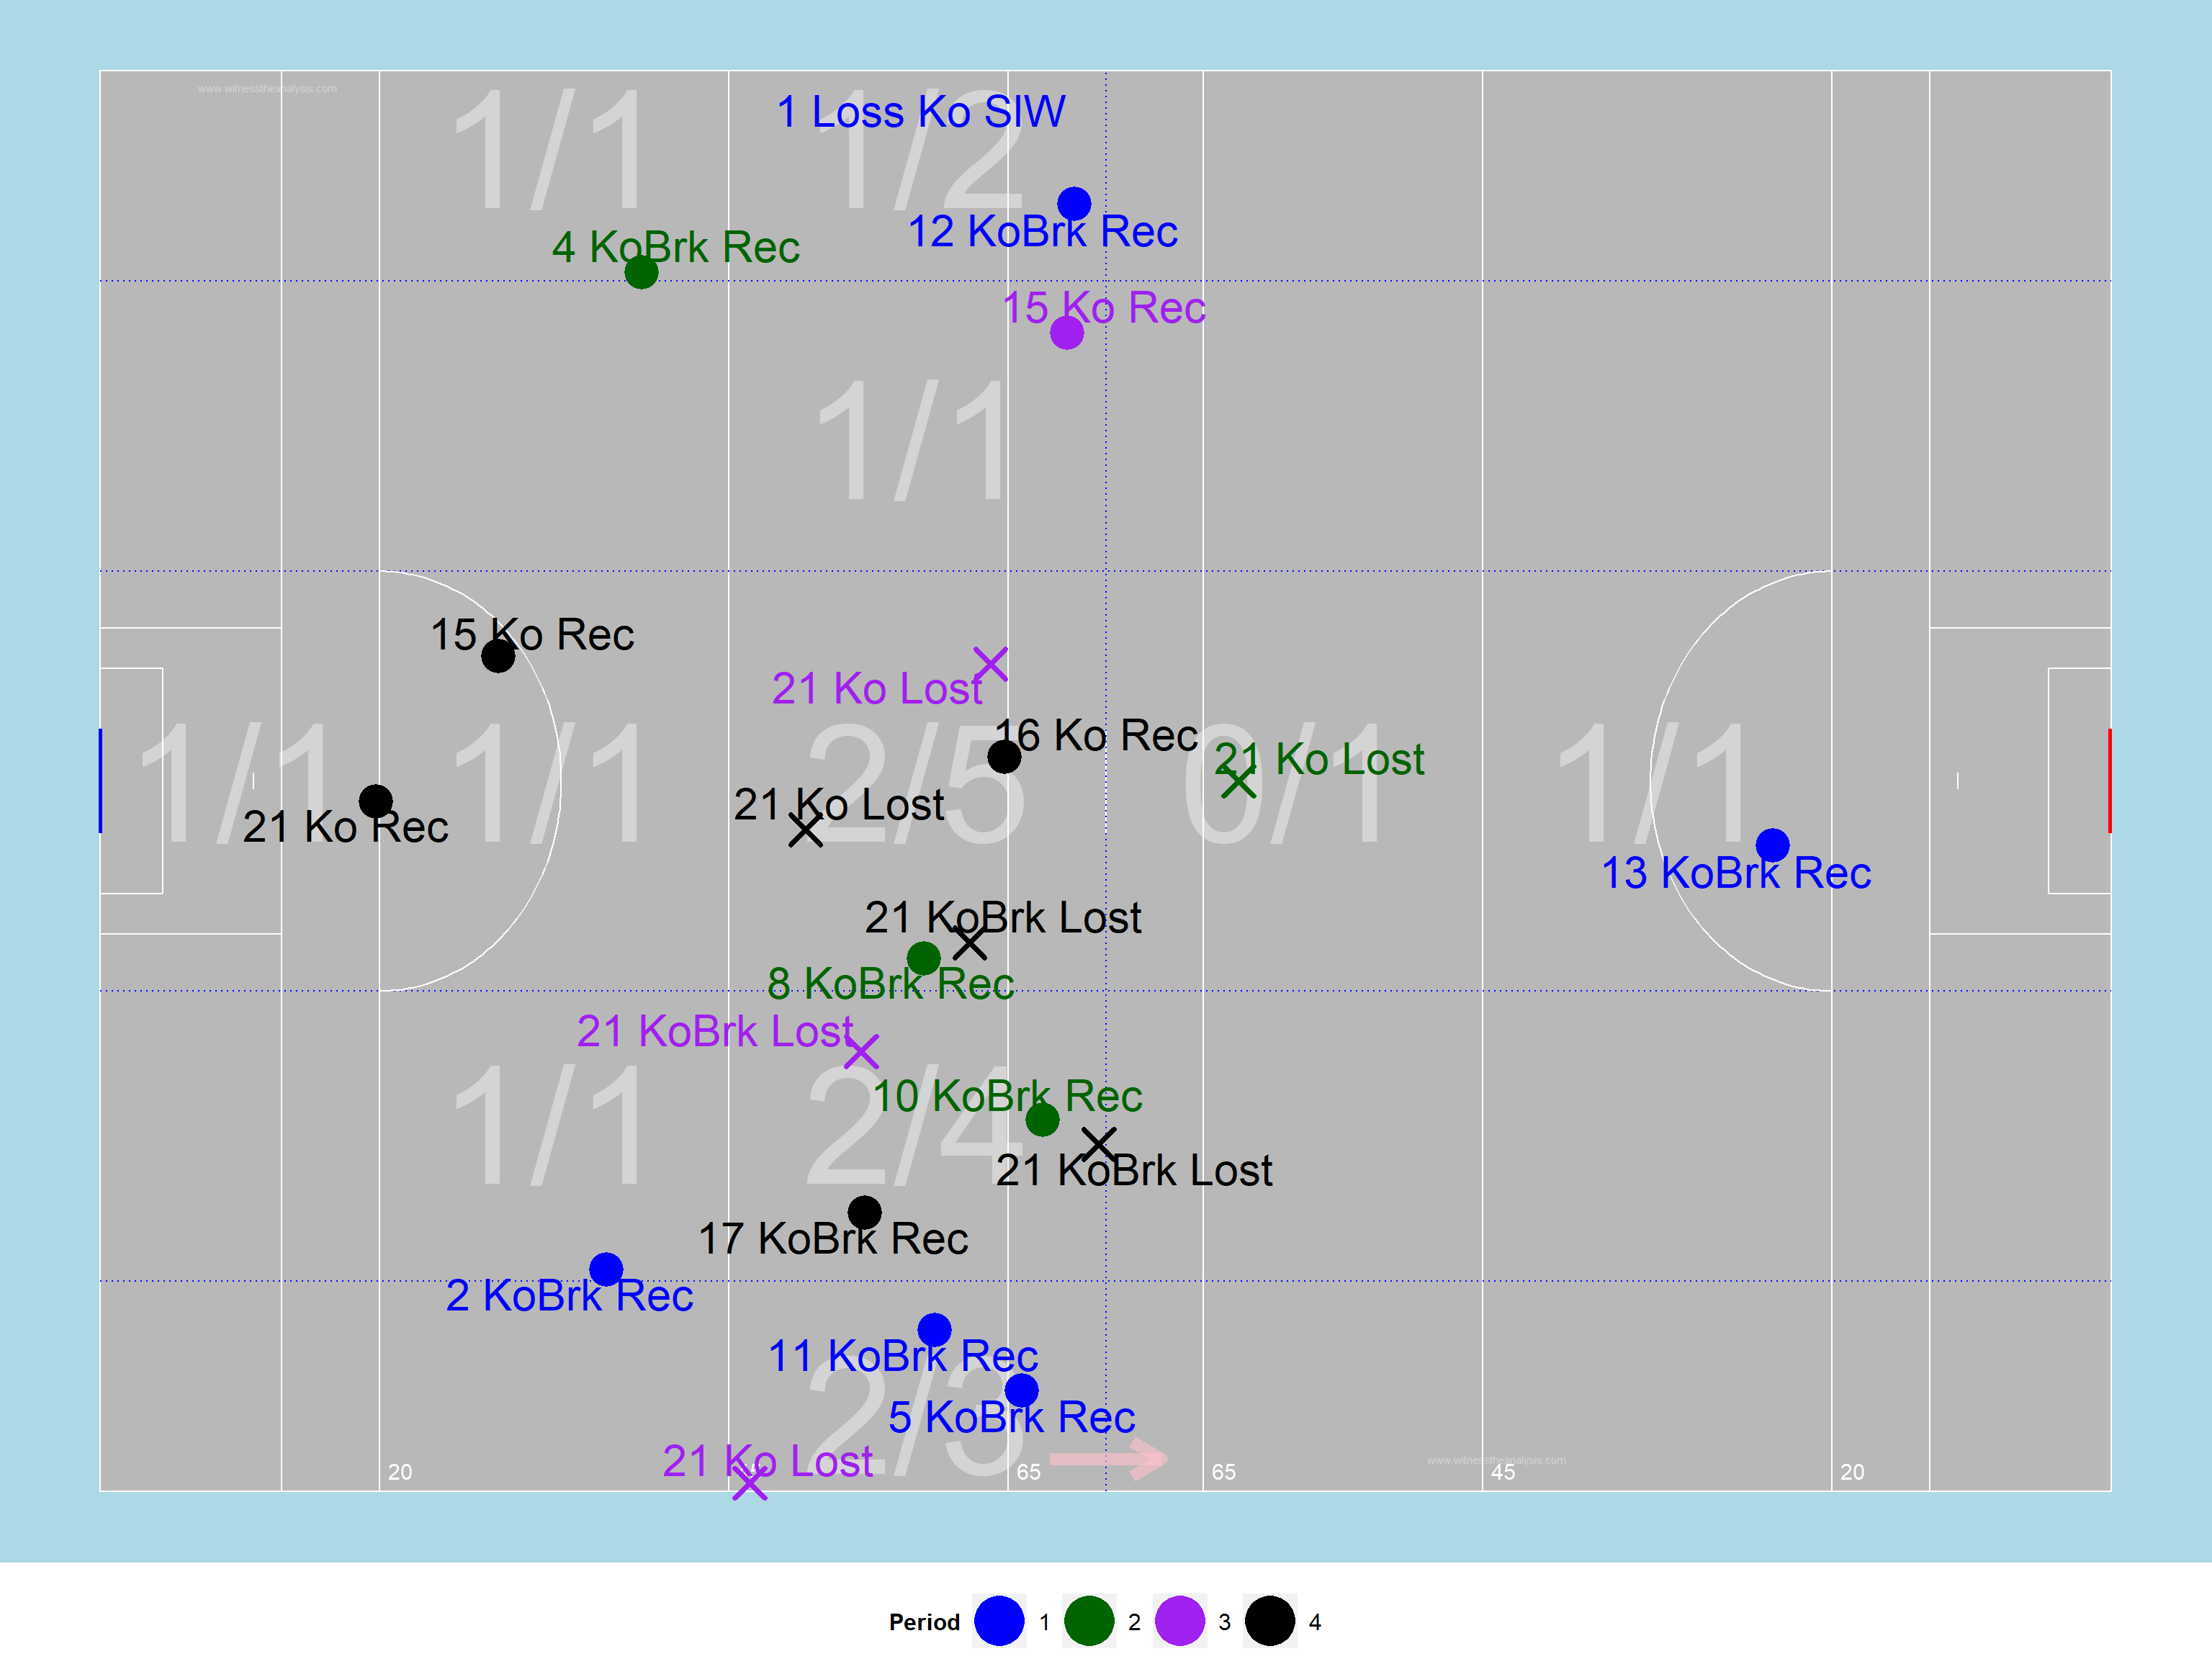 www.witnesstheanalysis.com
1/1
1/2
1 Loss Ko SIW
12 KoBrk Rec
4 KoBrk Rec
15 Ko Rec
1/1
15 Ko Rec
21 Ko Lost
16 Ko Rec
1/1
1/1
2/5
0/1
1/1
21 Ko Lost
21 Ko Lost
21 Ko Rec
13 KoBrk Rec
21 KoBrk Lost
8 KoBrk Rec
21 KoBrk Lost
10 KoBrk Rec
1/1
2/4
21 KoBrk Lost
17 KoBrk Rec
2 KoBrk Rec
11 KoBrk Rec
5 KoBrk Rec
2/3
21 Ko Lost
www.witnesstheanalysis.com
20
65
65
45
20
Period 1 2 3 4